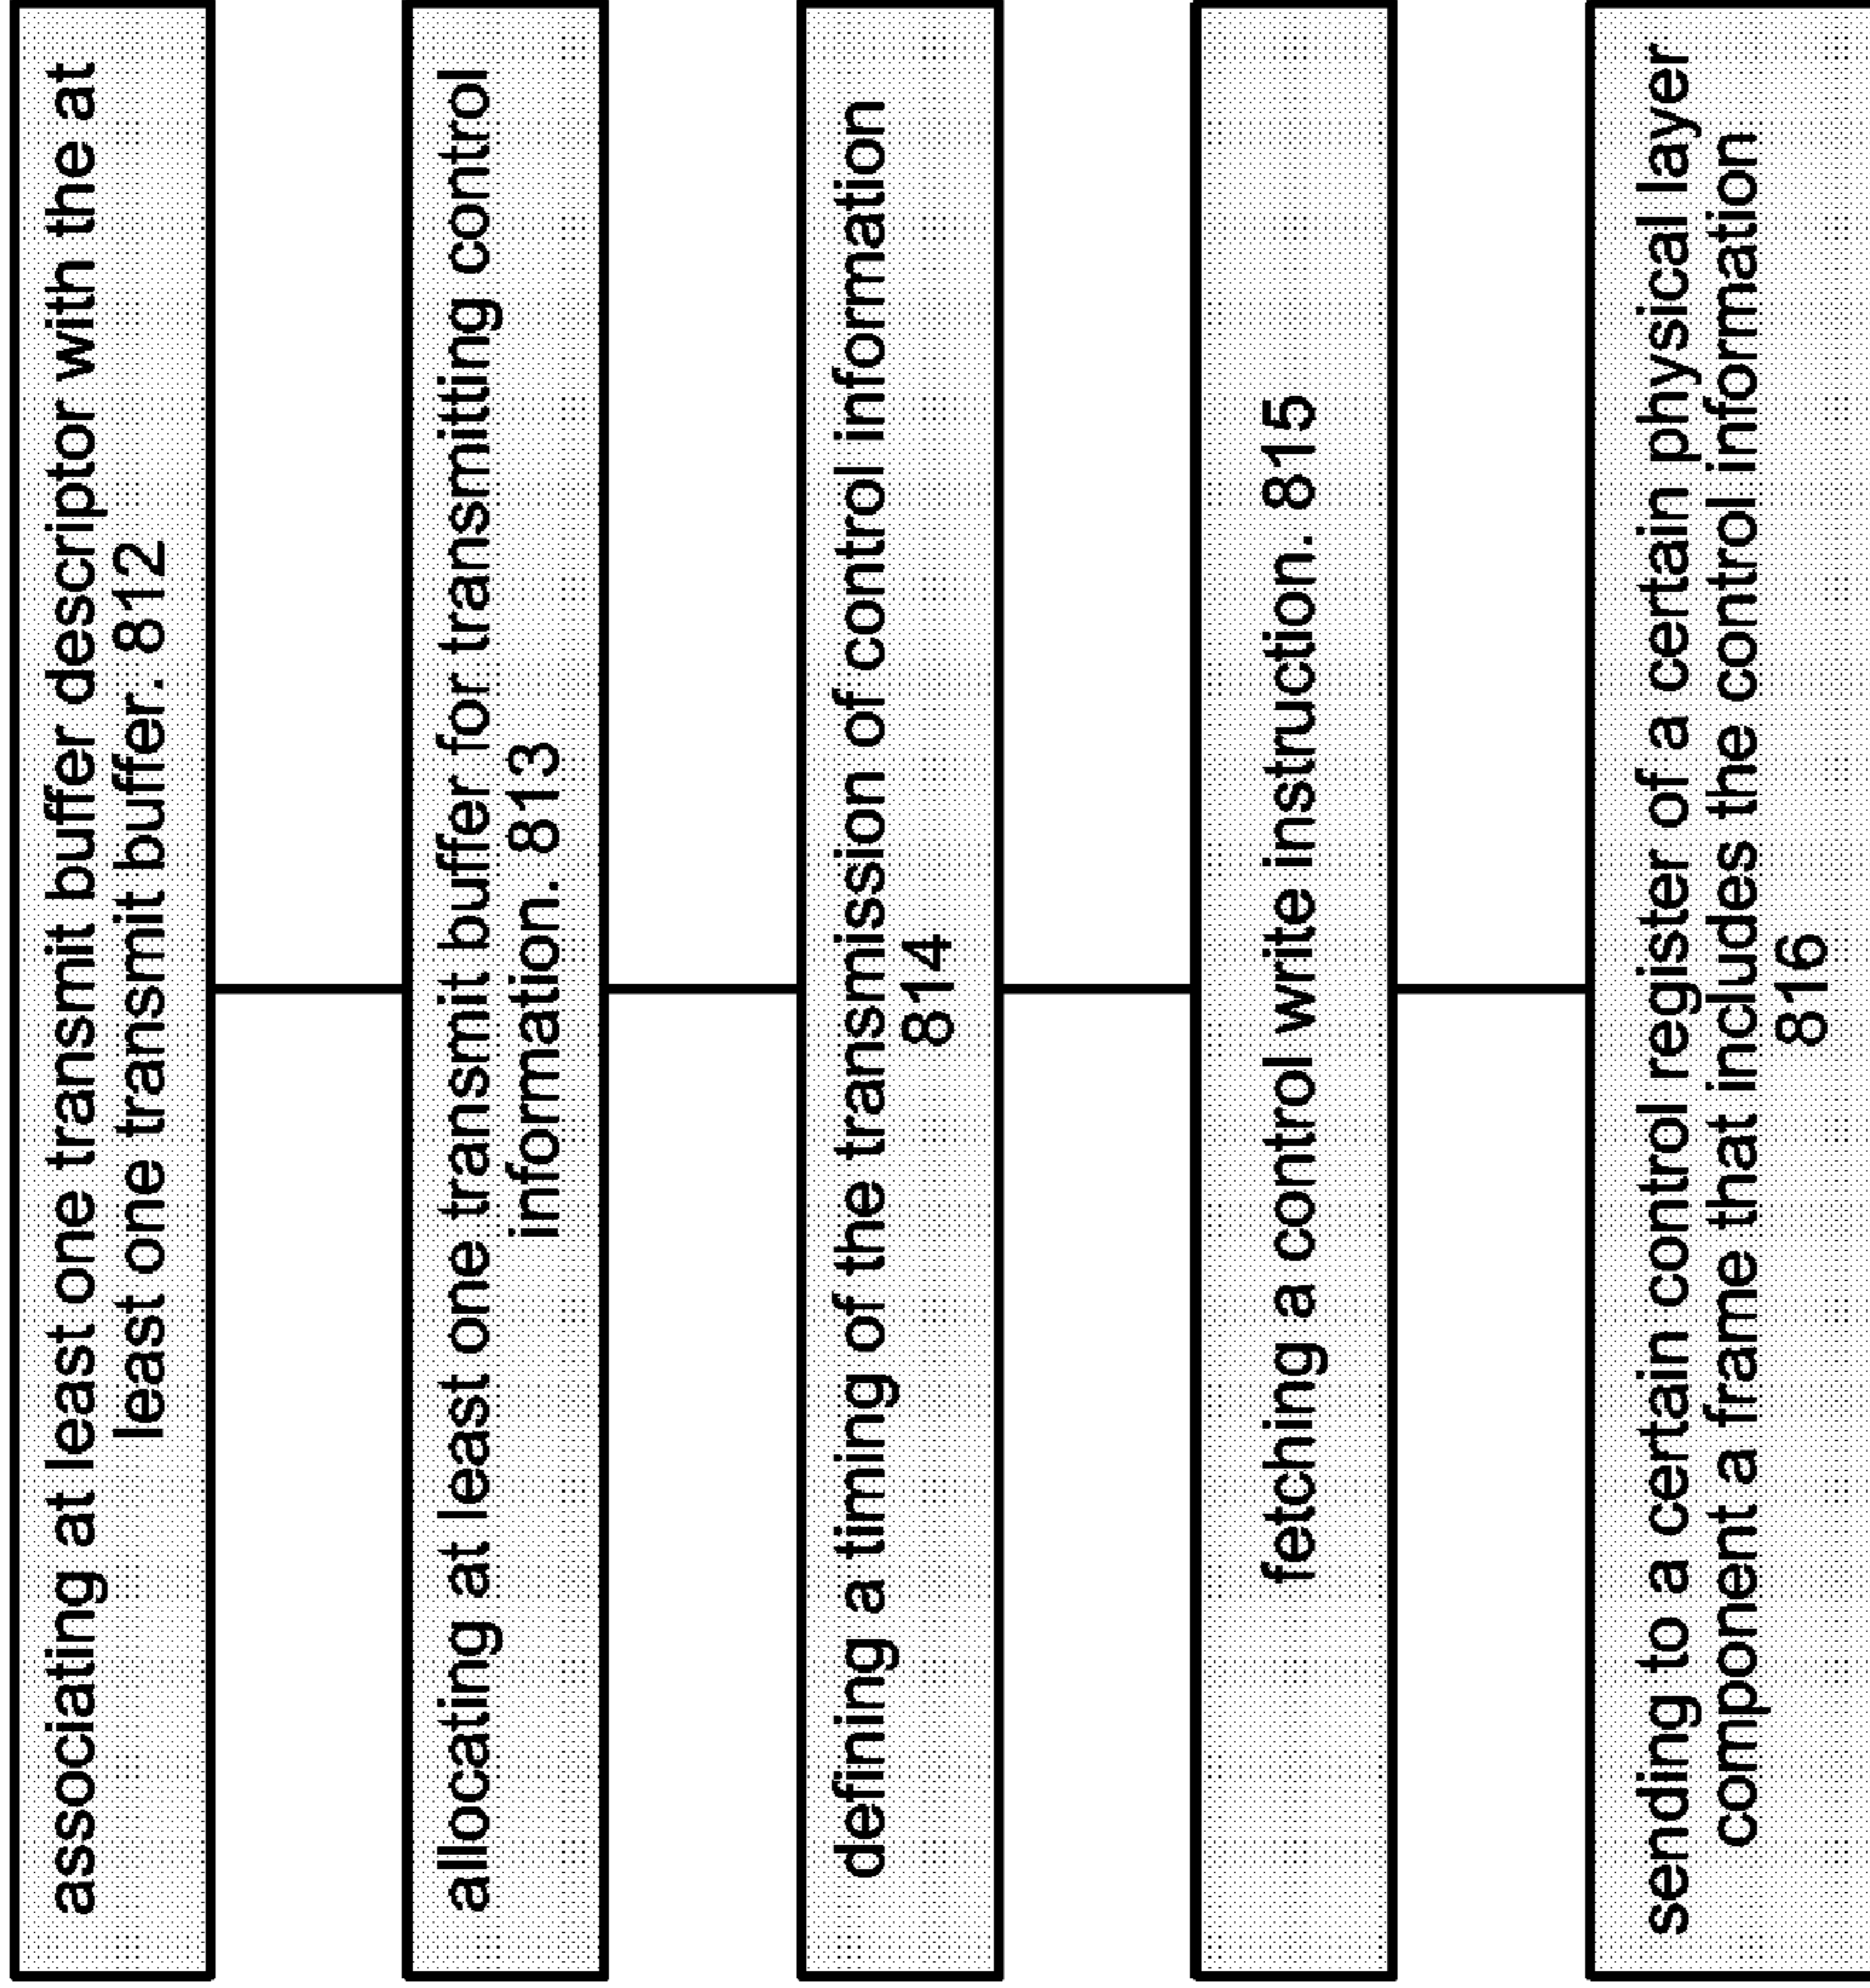 associating at least one transmit buffer descriptor with the at
least one transmit buffer. 812
allocating at least one transmit buffer for transmitting control
information. 813
defining a timing of the transmission of control information
814
fetching a control write instruction. 815
sending to a certain control register of a certain physical layer
component a frame that includes the control information
816